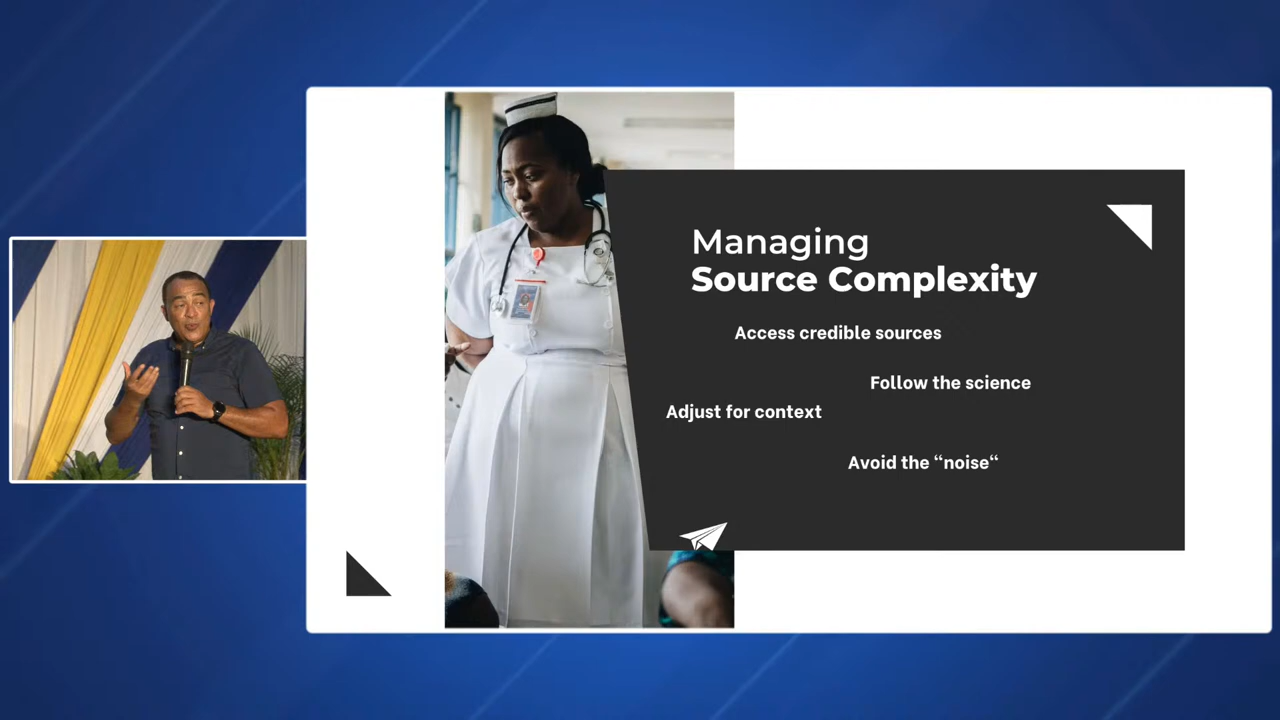 Managing
Source Complexity
Access credible sources
Follow the science
Adjust for context
Avoid the “noise“